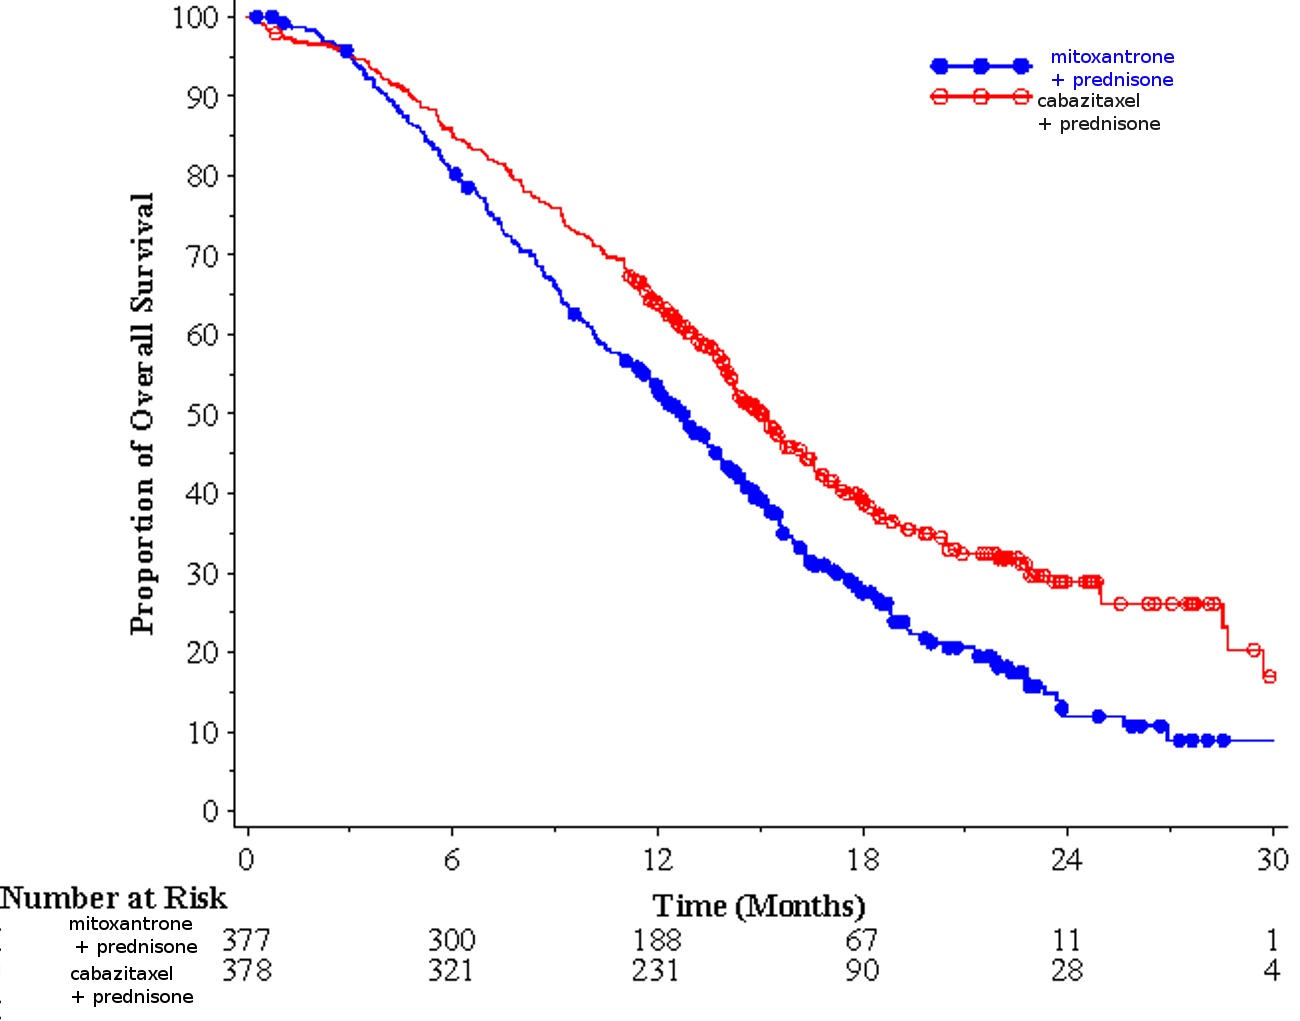 100
mitoxantrone
+ prednisone
cabazitaxel
+ prednisone
90
80
70
60
50
40
30
20
10
0
Proportion of Overall Survival
0 6 12 18 24 30
Number at Risk
Time (Months)
mitoxantrone
+ prednisone 377 300 188 67 11 1
cabazitaxel 378 321 231 90 28 4
+ prednisone